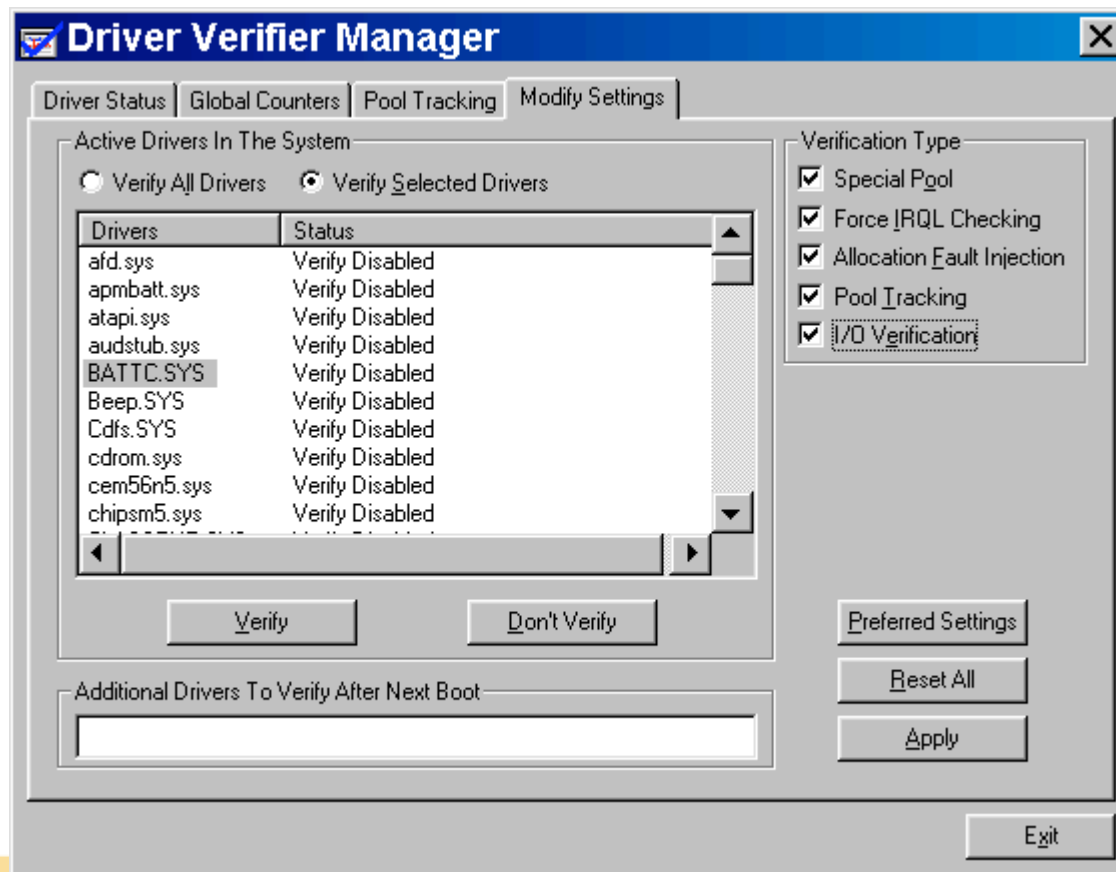 Driver Verifier Manager
Driver Status Global Counters Pool Tracking Modify Settings
Active Drivers In The System
Verify All Drivers Verify Selected Drivers
Drivers Status
afd.sys Verify Disabled
apmbatt.sys Verify Disabled
atapi.sys Verify Disabled
audstub.sys Verify Disabled
BATTC.SYS Verify Disabled
Beep.SYS Verify Disabled
Cdfs.SYS Verify Disabled
cdrom.sys Verify Disabled
cem56n5.sys Verify Disabled
chipsm5.sys Verify Disabled
Verify Don't Verify
Additional Drivers To Verify After Next Boot
Verification Type
Special Pool
Force IRQL Checking
Allocation Fault Injection
Pool Tracking
I/O Verification
Preferred Settings
Reset All
Apply
Exit